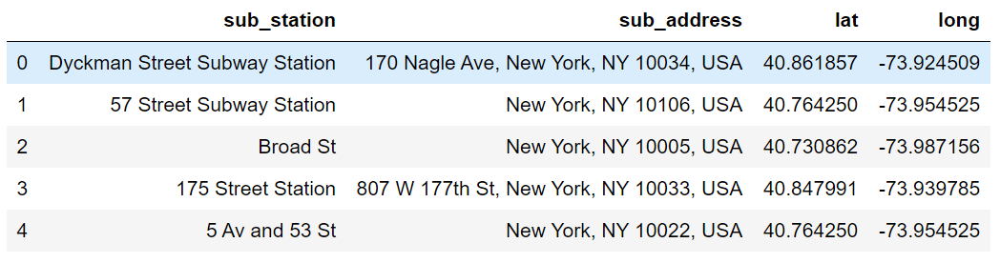 sub_station sub_address lat long
0 Dyckman Street Subway Station 170 Nagle Ave, New York, NY 10034, USA 40.861857 -73.924509
1 57 Street Subway Station New York, NY 10106, USA 40.764250 -73.954525
2 Broad St New York, NY 10005, USA 40.730862 -73.987156
3 175 Street Station 807 W 177th St, New York, NY 10033, USA 40.847991 -73.939785
4 5 Av and 53 St New York, NY 10022, USA 40.764250 -73.954525